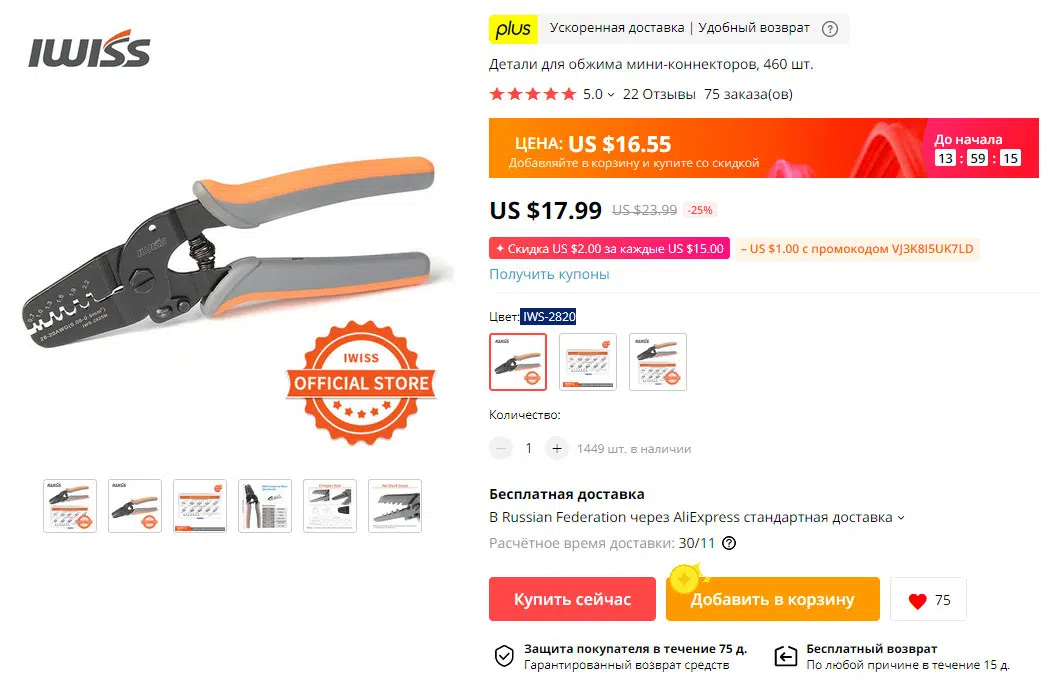 IWISS
plus Ускоренная доставка | Удобный возврат ?
Детали для обжима мини-коннекторов, 460 шт.
5.0 22 Отзывы 75 заказа(ов)
ЦЕНА: US $16.55
Добавляйте в корзину и купите со скидкой
До начала
13 : 59 : 15
US $17.99 US $23.99 -25%
Скидка US $2.00 за каждые US $15.00 – US $1.00 с промокодом VJ3K8I5UK7LD
Получить купоны
Цвет: IWS-2820
Количество:
− 1 + 1449 шт. в наличии
Бесплатная доставка
В Russian Federation через AliExpress стандартная доставка
Расчётное время доставки: 30/11 ?
Купить сейчас
Добавить в корзину
75
Защита покупателя в течение 75 д.
Гарантированный возврат средств
Бесплатный возврат
По любой причине в течение 15 д.
IWISS
28-20AWG(0.08-0.5mm²)
IWS-2820M
IWISS
OFFICIAL STORE